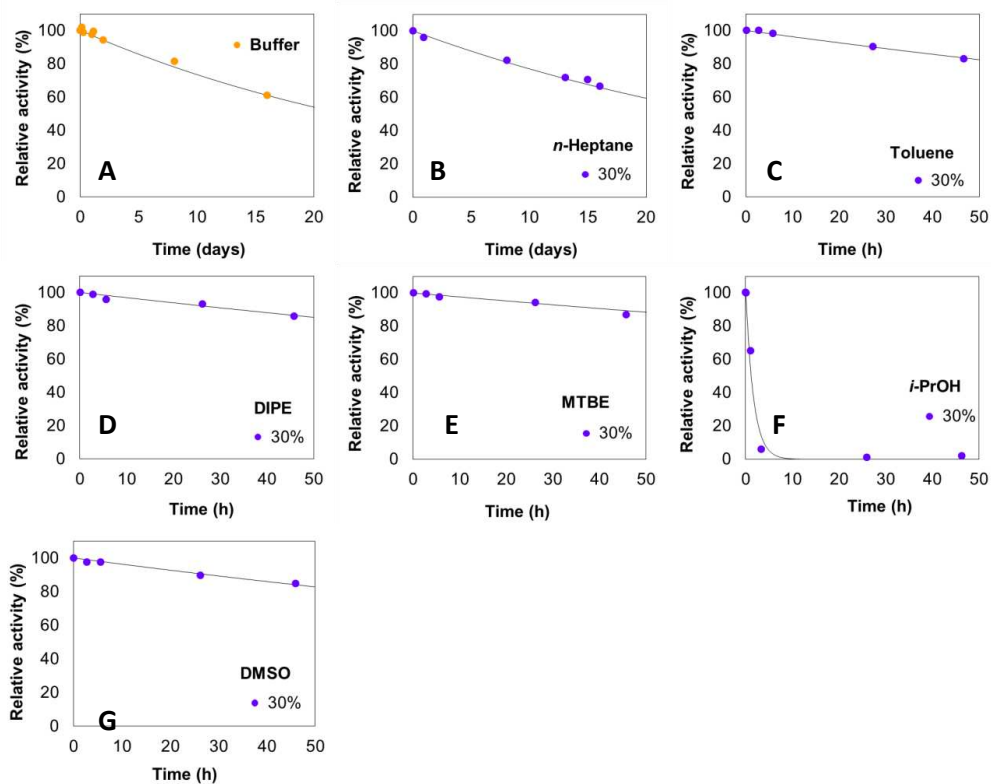 Relative activity (%)
100
80
60
40
20
0
Buffer
A
0 5 10 15 20
Time (days)
Relative activity (%)
100
80
60
40
20
0
n-Heptane
30%
B
0 5 10 15 20
Time (days)
Relative activity (%)
100
80
60
40
20
0
Toluene
30%
C
0 10 20 30 40 50
Time (h)
Relative activity (%)
100
80
60
40
20
0
DIPE
30%
D
0 10 20 30 40 50
Time (h)
Relative activity (%)
100
80
60
40
20
0
MTBE
30%
E
0 10 20 30 40 50
Time (h)
Relative activity (%)
100
80
60
40
20
0
i-PrOH
30%
F
0 10 20 30 40 50
Time (h)
Relative activity (%)
100
80
60
40
20
0
DMSO
30%
G
0 10 20 30 40 50
Time (h)